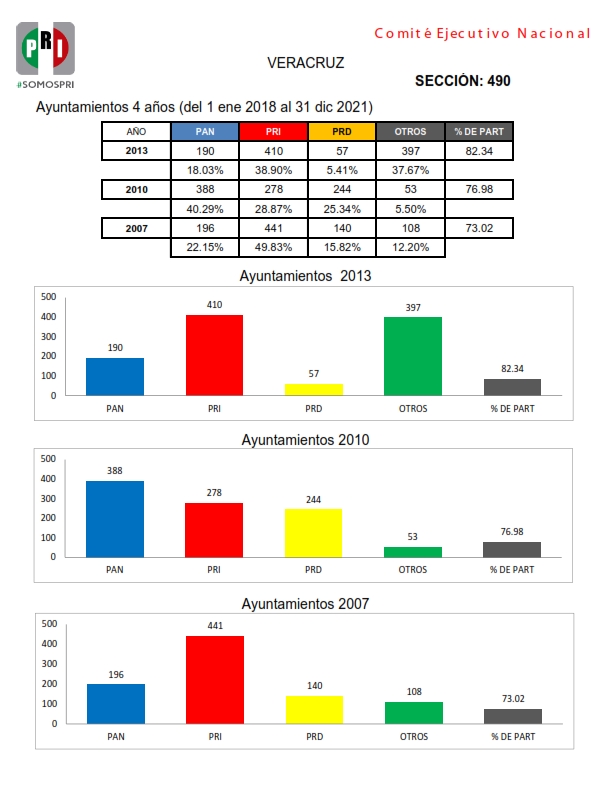 Comité Ejecutivo Nacional
PRI
#SOMOSPRI
VERACRUZ
SECCIÓN: 490
Ayuntamientos 4 años (del 1 ene 2018 al 31 dic 2021)
AÑO PAN PRI PRD OTROS % DE PART
2013 190 410 57 397 82.34
18.03% 38.90% 5.41% 37.67%
2010 388 278 244 53 76.98
40.29% 28.87% 25.34% 5.50%
2007 196 441 140 108 73.02
22.15% 49.83% 15.82% 12.20%
Ayuntamientos 2013
500
400
300
200
100
0
190 410 57 397 82.34
PAN PRI PRD OTROS % DE PART
Ayuntamientos 2010
500
400
300
200
100
0
388 278 244 53 76.98
PAN PRI PRD OTROS % DE PART
Ayuntamientos 2007
500
400
300
200
100
0
196 441 140 108 73.02
PAN PRI PRD OTROS % DE PART